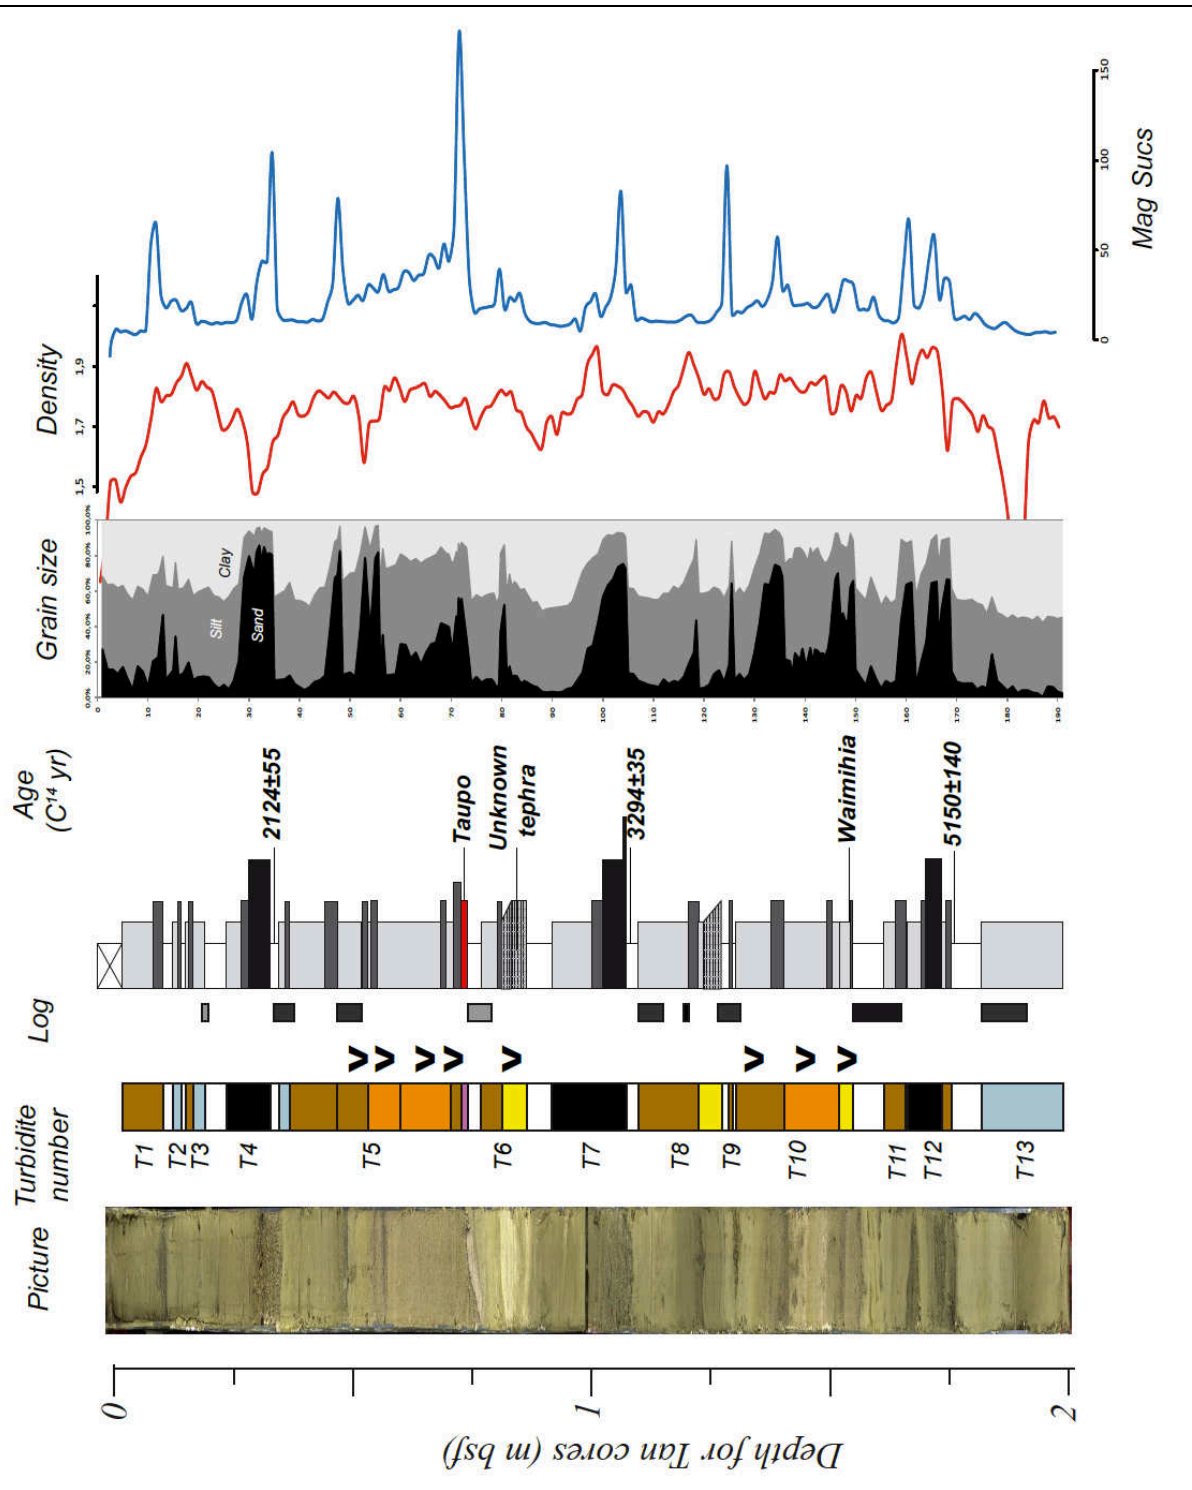 Mag Sucs
0
50
100
150
Density
1,5
1,7
1,9
Grain size
0,0%
20,0%
40,0%
60,0%
80,0%
100,0%
Clay
Silt
Sand
0
10
20
30
40
50
60
70
80
90
100
110
120
130
140
150
160
170
180
190
Age
(C¹⁴ yr)
2124±55
Taupo
Unknown
tephra
3294±35
Waimihia
5150±140
Log
V
V
V
V
V
V
V
V
Turbidite
number
T1
T2
T3
T4
T5
T6
T7
T8
T9
T10
T11
T12
T13
Picture
0
1
2
Depth for Tan cores (m bsf)